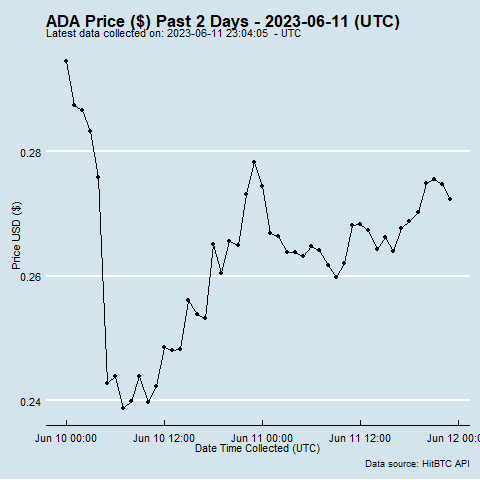 ADA Price ($) Past 2 Days - 2023-06-11 (UTC)
Latest data collected on: 2023-06-11 23:04:05 - UTC
0.28
0.26
0.24
Price USD ($)
Jun 10 00:00 Jun 10 12:00 Jun 11 00:00 Jun 11 12:00 Jun 12 00:0
Date Time Collected (UTC)
Data source: HitBTC API